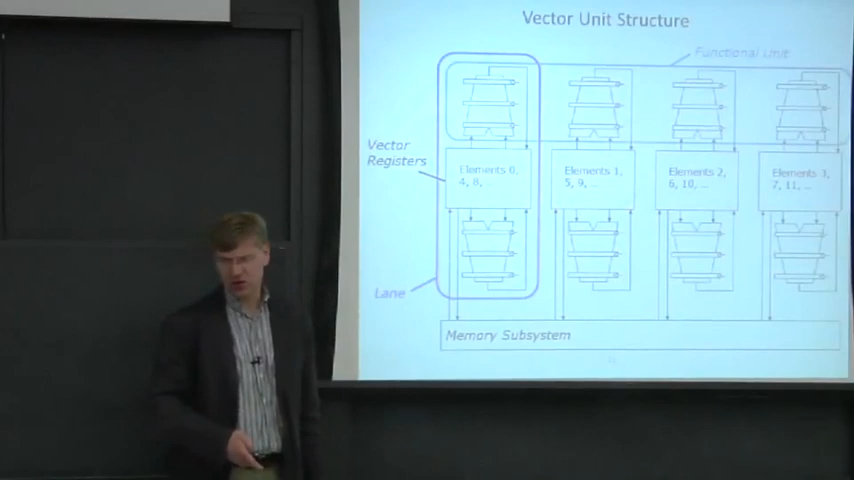 Vector Unit Structure
Functional Unit
Vector
Registers
Elements 0,
4, 8, ..
Elements 1,
5, 9, ..
Elements 2,
6, 10, ..
Elements 3,
7, 11, ..
Lane
Memory Subsystem